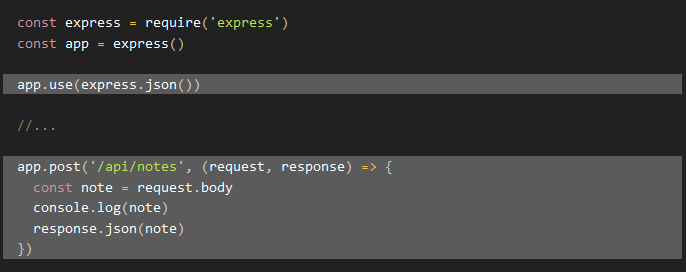 const express = require('express')
const app = express()
app.use(express.json())
//...
app.post('/api/notes', (request, response) => {
const note = request.body
console.log(note)
response.json(note)
})